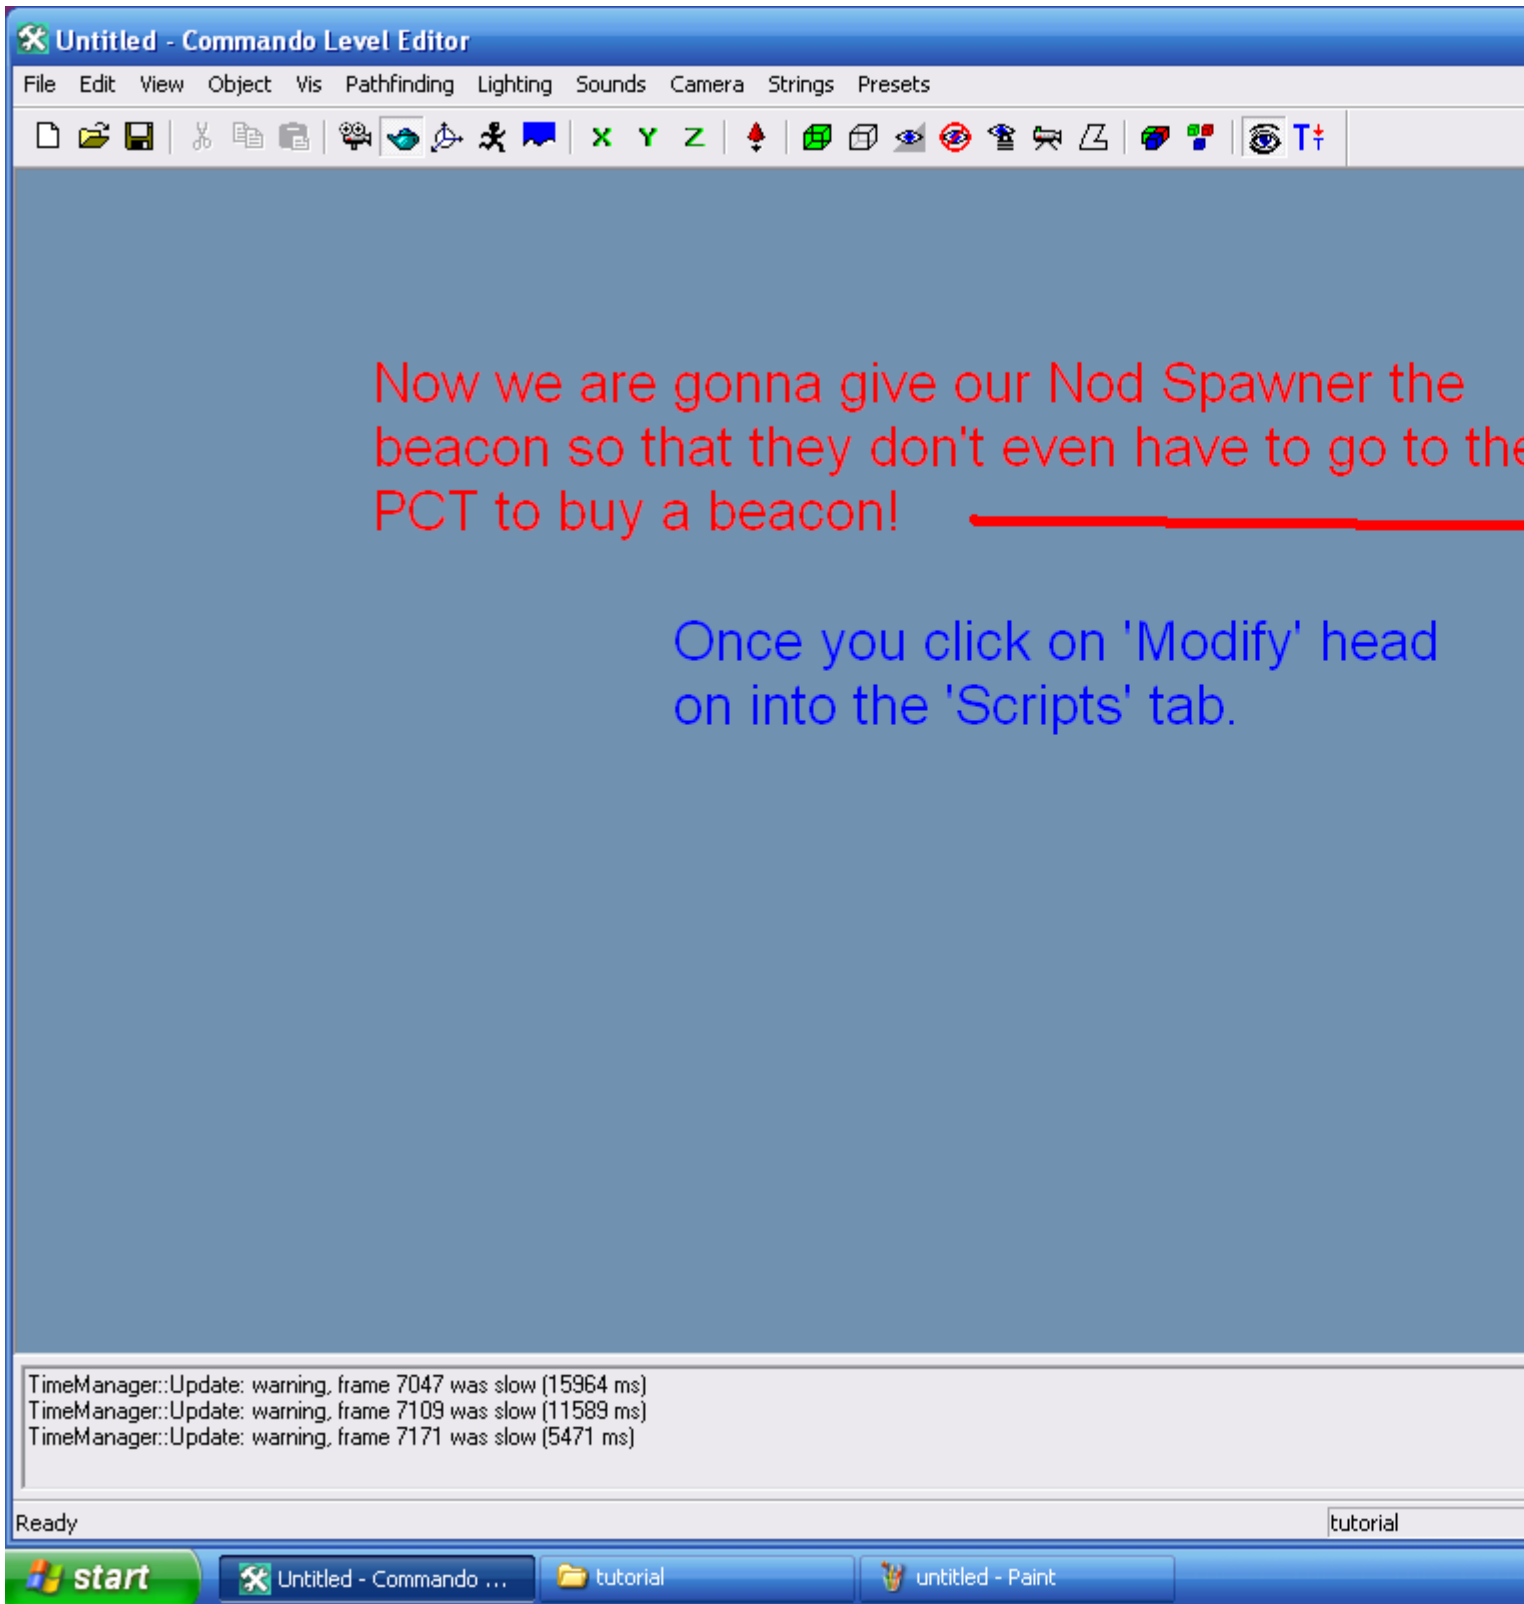 Untitled - Commando Level Editor
File Edit View Object Vis Pathfinding Lighting Sounds Camera Strings Presets
X Y Z T
Now we are gonna give our Nod Spawner the
beacon so that they don't even have to go to the
PCT to buy a beacon!
Once you click on 'Modify' head
on into the 'Scripts' tab.
TimeManager::Update: warning, frame 7047 was slow (15964 ms)
TimeManager::Update: warning, frame 7109 was slow (11589 ms)
TimeManager::Update: warning, frame 7171 was slow (5471 ms)
Ready tutorial
start Untitled - Commando ... tutorial untitled - Paint